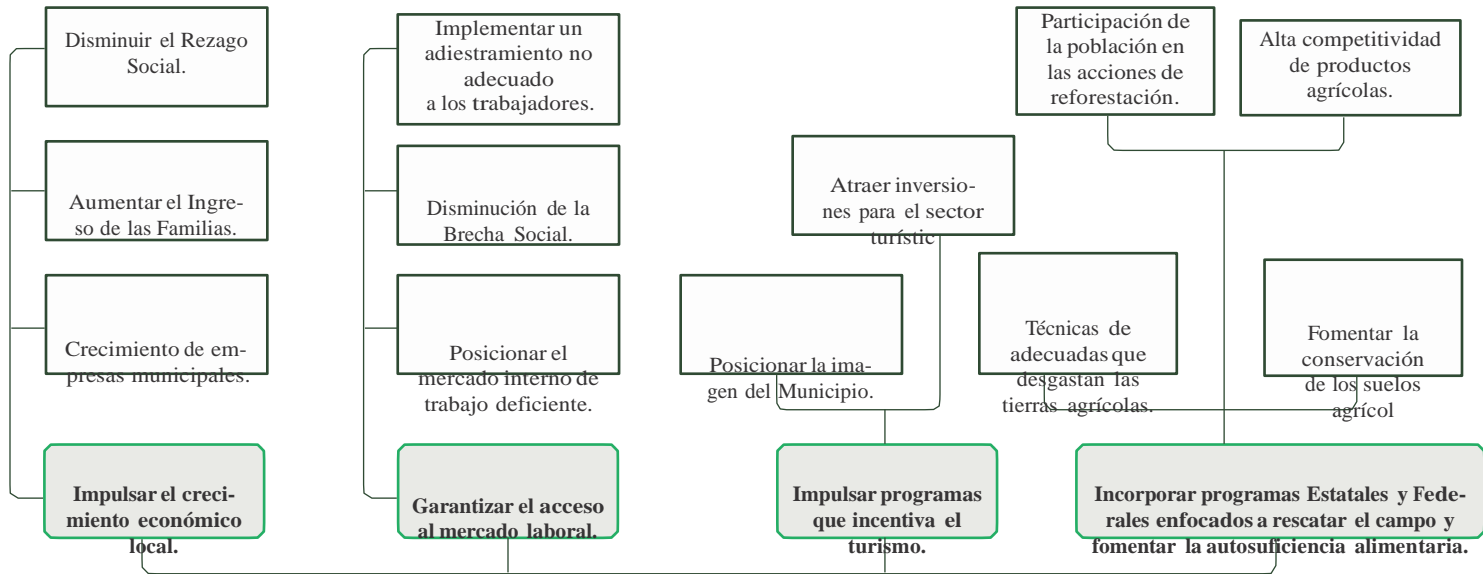 Disminuir el Rezago
Social.
Implementar un
adiestramiento no
adecuado
a los trabajadores.
Participación de
la población en
las acciones de
reforestación.
Alta competitividad
de productos
agrícolas.
Aumentar el Ingre-
so de las Familias.
Disminución de la
Brecha Social.
Atraer inversio-
nes para el sector
turístic
Crecimiento de em-
presas municipales.
Posicionar el
mercado interno de
trabajo deficiente.
Posicionar la ima-
gen del Municipio.
Técnicas de
adecuadas que
desgastan las
tierras agrícolas.
Fomentar la
conservación
de los suelos
agrícol
Impulsar el creci-
miento económico
local.
Garantizar el acceso
al mercado laboral.
Impulsar programas
que incentiva el
turismo.
Incorporar programas Estatales y Fede-
rales enfocados a rescatar el campo y
fomentar la autosuficiencia alimentaria.